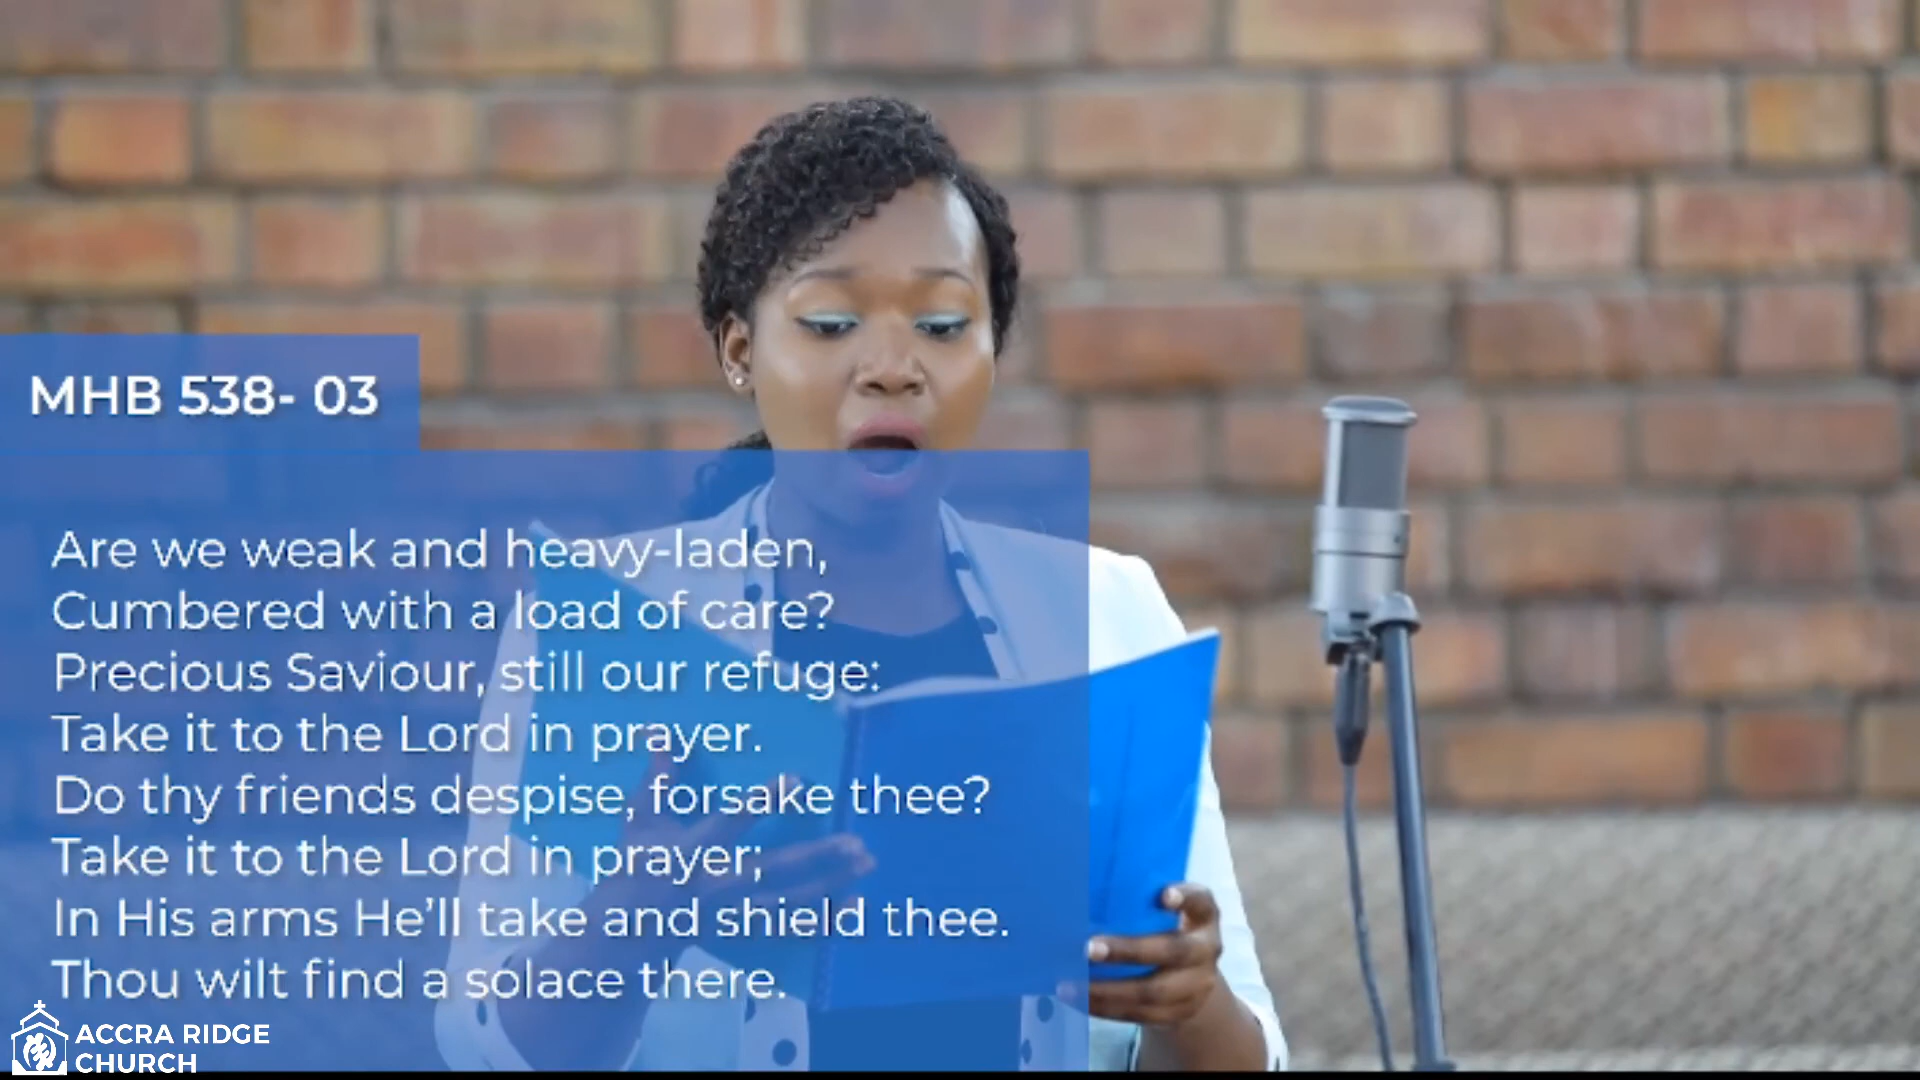 MHB 538- 03
Are we weak and heavy-laden,
Cumbered with a load of care?
Precious Saviour, still our refuge:
Take it to the Lord in prayer.
Do thy friends despise, forsake thee?
Take it to the Lord in prayer;
In His arms He’ll take and shield thee.
Thou wilt find a solace there.
ACCRA RIDGE
CHURCH